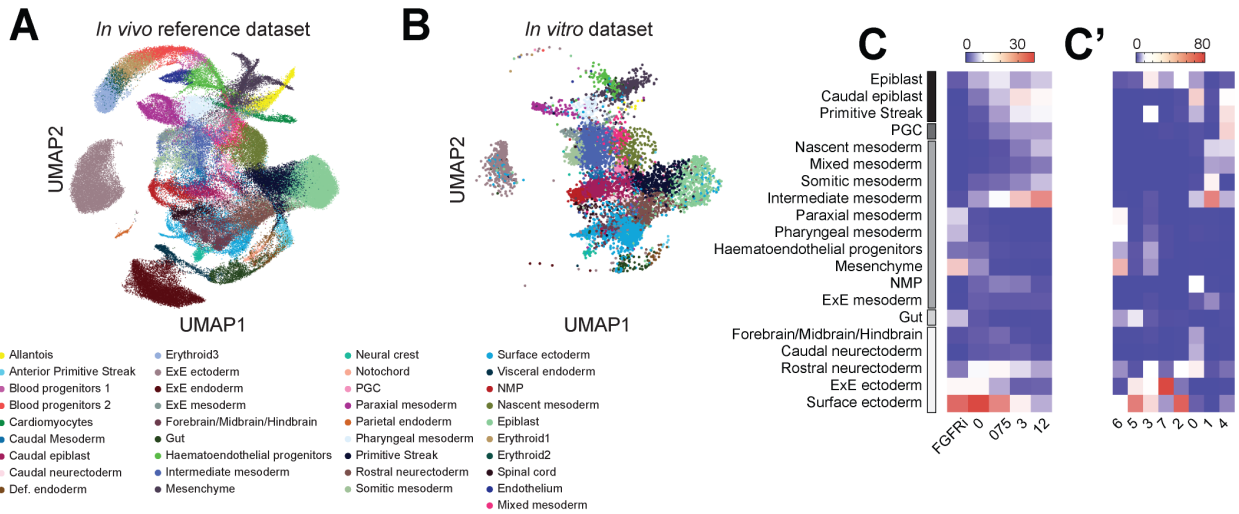 A
In vivo reference dataset
UMAP2
UMAP1
B
In vitro dataset
UMAP2
UMAP1
C
0 30
C’
0 80
Epiblast
Caudal epiblast
Primitive Streak
PGC
Nascent mesoderm
Mixed mesoderm
Somitic mesoderm
Intermediate mesoderm
Paraxial mesoderm
Pharyngeal mesoderm
Haematoendothelial progenitors
Mesenchyme
NMP
ExE mesoderm
Gut
Forebrain/Midbrain/Hindbrain
Caudal neurectoderm
Rostral neurectoderm
ExE ectoderm
Surface ectoderm
FGFRi 0 075 3 12
6 5 3 7 2 0 1 4
Allantois
Anterior Primitive Streak
Blood progenitors 1
Blood progenitors 2
Cardiomyocytes
Caudal Mesoderm
Caudal epiblast
Caudal neurectoderm
Def. endoderm
Erythroid3
ExE ectoderm
ExE endoderm
ExE mesoderm
Forebrain/Midbrain/Hindbrain
Gut
Haematoendothelial progenitors
Intermediate mesoderm
Mesenchyme
Neural crest
Notochord
PGC
Paraxial mesoderm
Parietal endoderm
Pharyngeal mesoderm
Primitive Streak
Rostral neurectoderm
Somitic mesoderm
Surface ectoderm
Visceral endoderm
NMP
Nascent mesoderm
Epiblast
Erythroid1
Erythroid2
Spinal cord
Endothelium
Mixed mesoderm